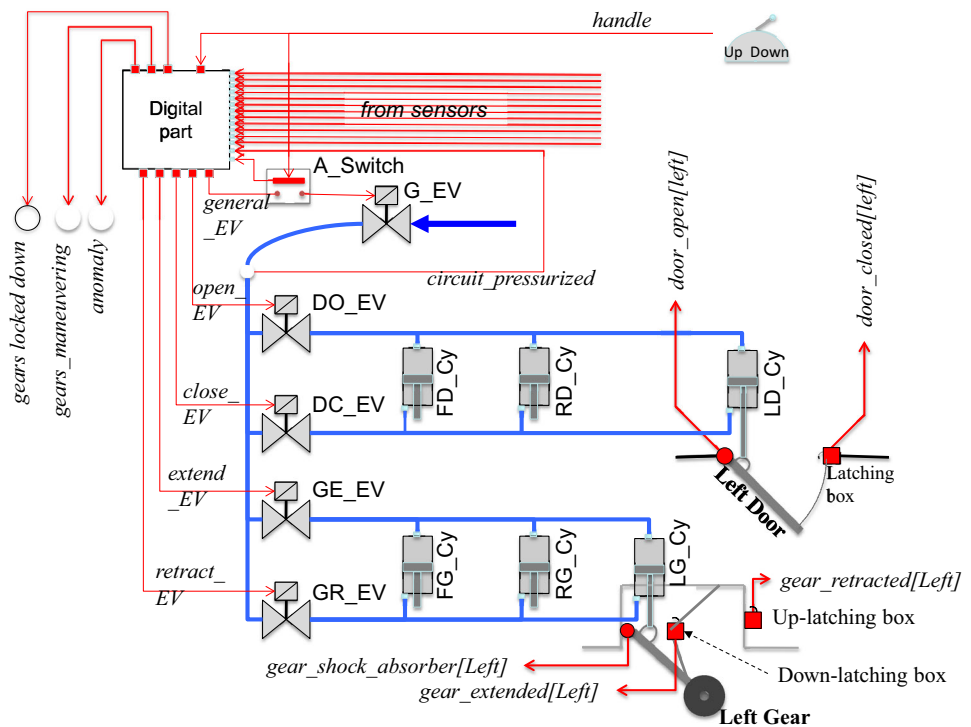 handle
Up Down
Digital
part
from sensors
A_Switch
G_EV
general
_EV
circuit_pressurized
gears locked down
gears_maneuvering
anomaly
door_open[left]
door_closed[left]
open_
EV
DO_EV
FD_Cy
RD_Cy
LD_Cy
close_
EV
DC_EV
Left Door
Latching
box
extend
_EV
GE_EV
FG_Cy
RG_Cy
LG_Cy
retract_
EV
GR_EV
gear_retracted[Left]
Up-latching box
gear_shock_absorber[Left]
Down-latching box
gear_extended[Left]
Left Gear